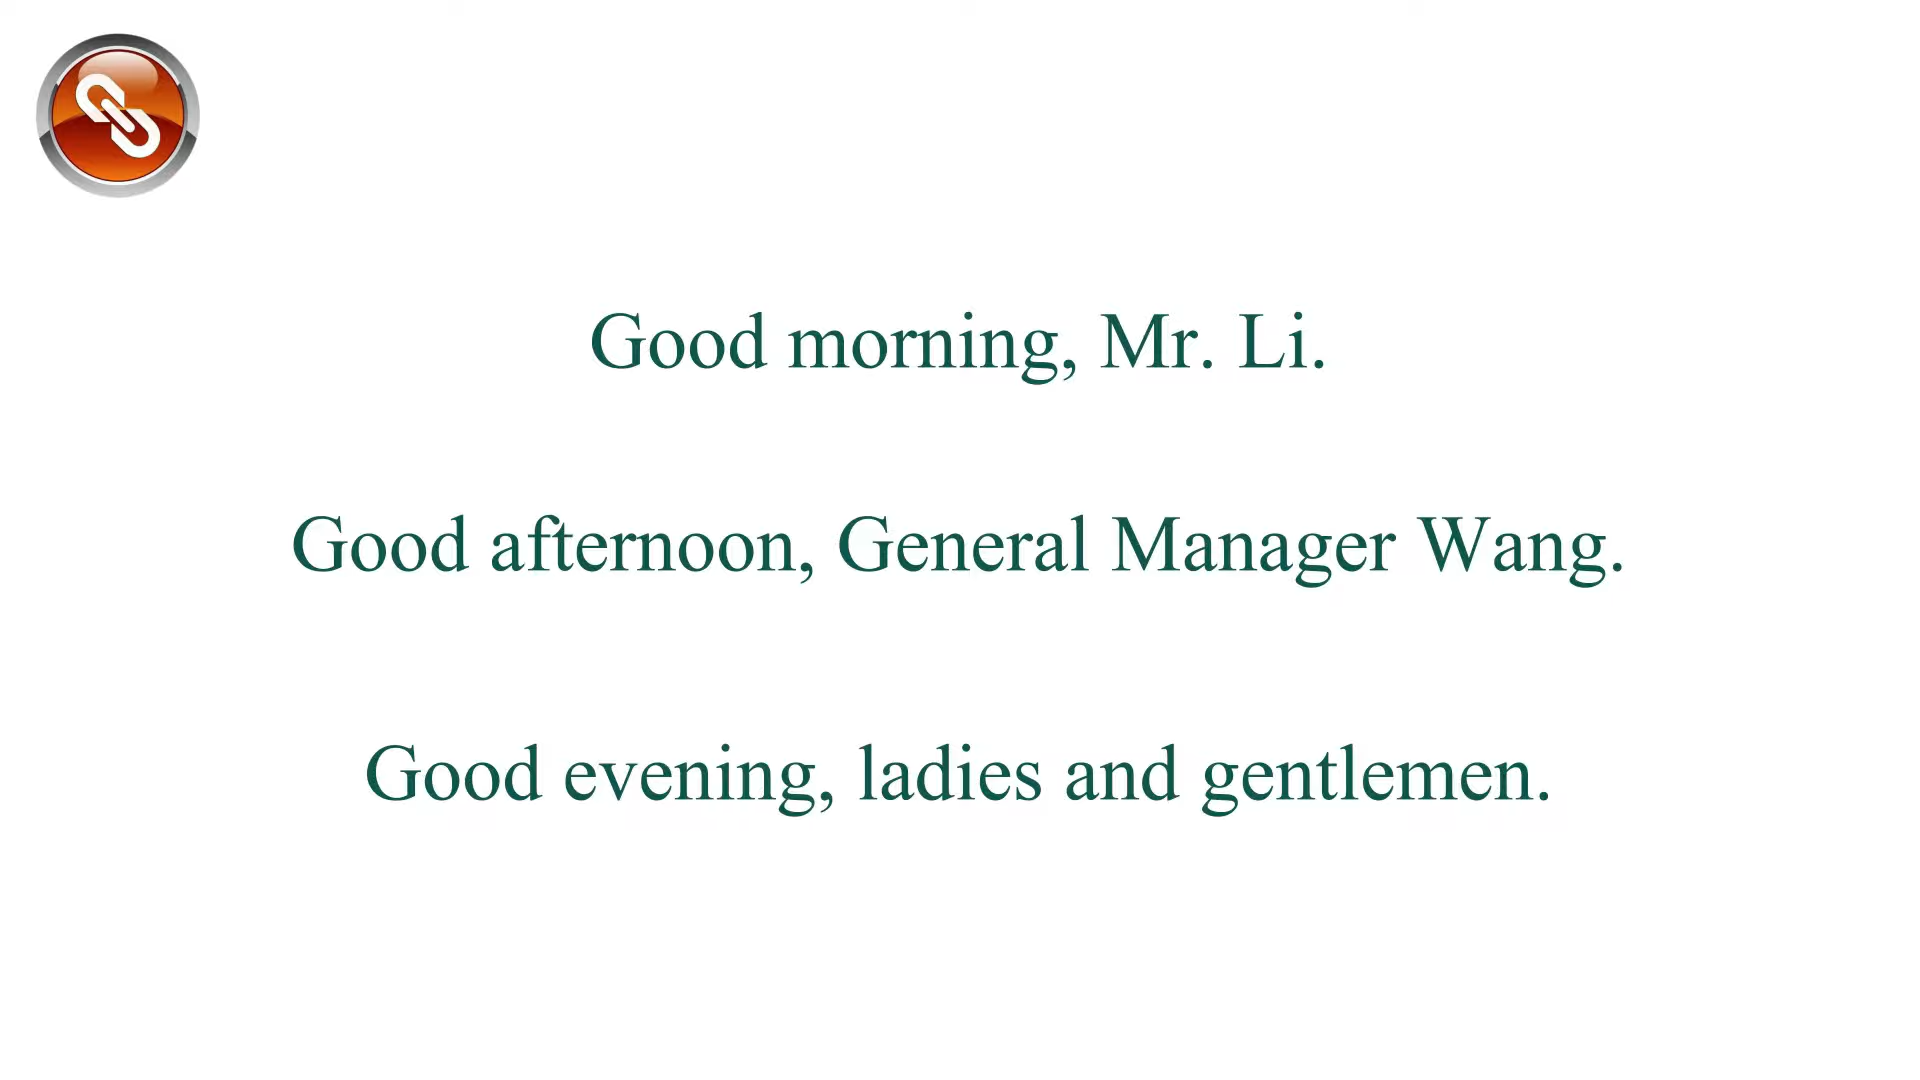 Good morning, Mr. Li.
Good afternoon, General Manager Wang.
Good evening, ladies and gentlemen.